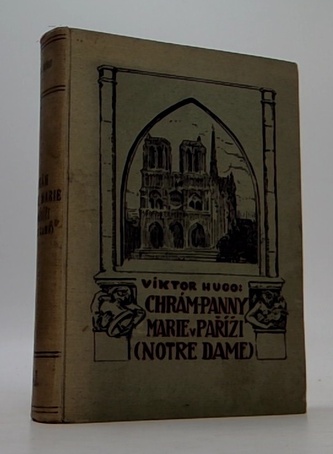 VIKTOR HUGO:
CHRÁM·PANNY
MARIE V PAŘÍŽI
(NOTRE DAME)